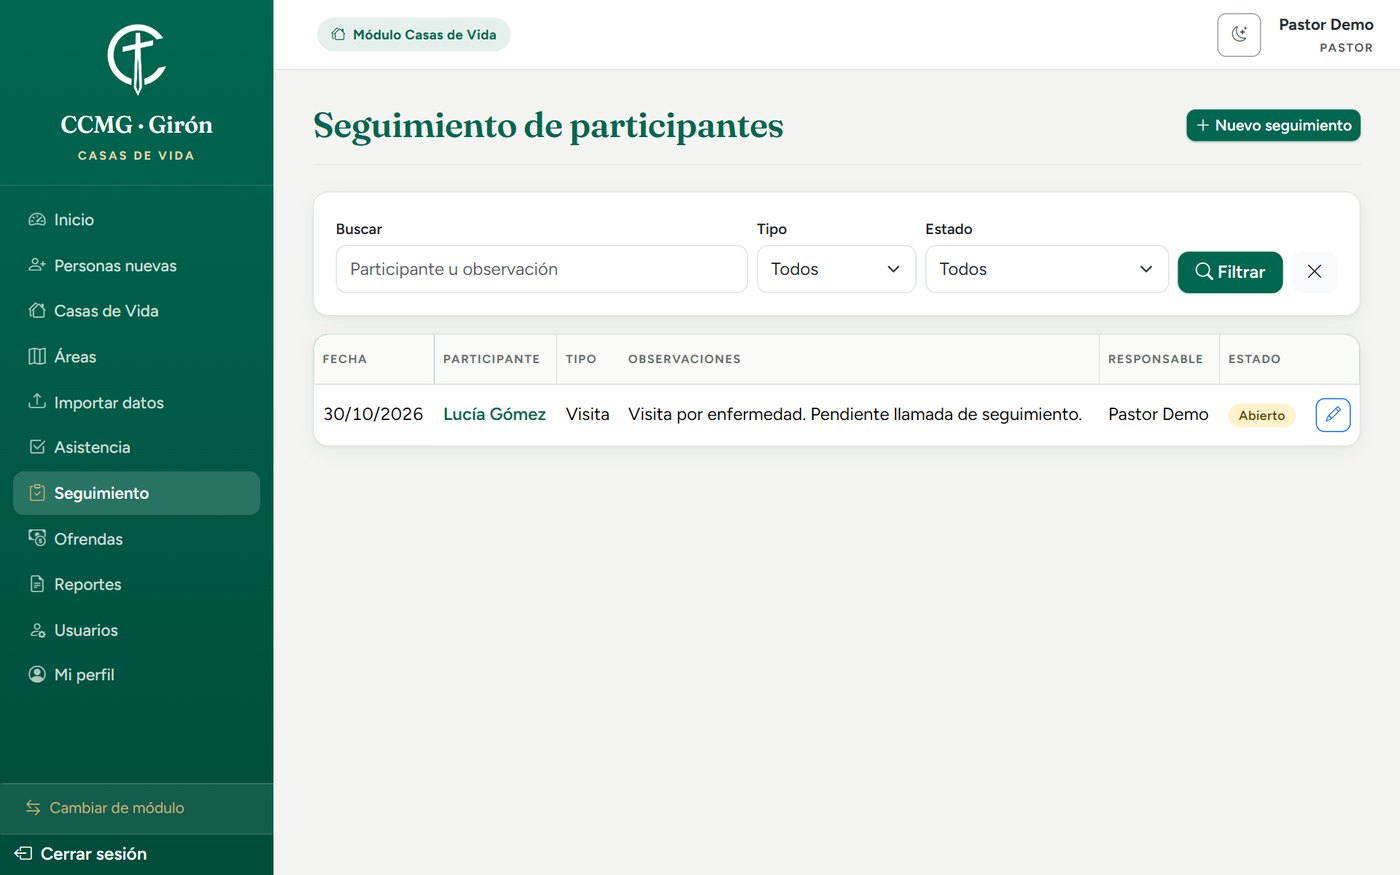 CCMG · Girón
CASAS DE VIDA
Inicio
Personas nuevas
Casas de Vida
Áreas
Importar datos
Asistencia
Seguimiento
Ofrendas
Reportes
Usuarios
Mi perfil
Cambiar de módulo
Cerrar sesión
Módulo Casas de Vida
Pastor Demo
PASTOR
Seguimiento de participantes
+ Nuevo seguimiento
Buscar Tipo Estado
Participante u observación Todos Todos Filtrar
FECHA PARTICIPANTE TIPO OBSERVACIONES RESPONSABLE ESTADO
30/10/2026 Lucía Gómez Visita Visita por enfermedad. Pendiente llamada de seguimiento. Pastor Demo Abierto